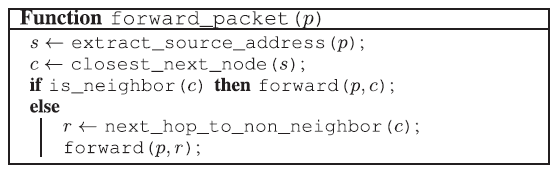 Function forward_packet(p)
s ← extract_source_address(p);
c ← closest_next_node(s);
if is_neighbor(c) then forward(p,c);
else
r ← next_hop_to_non_neighbor(c);
forward(p,r);